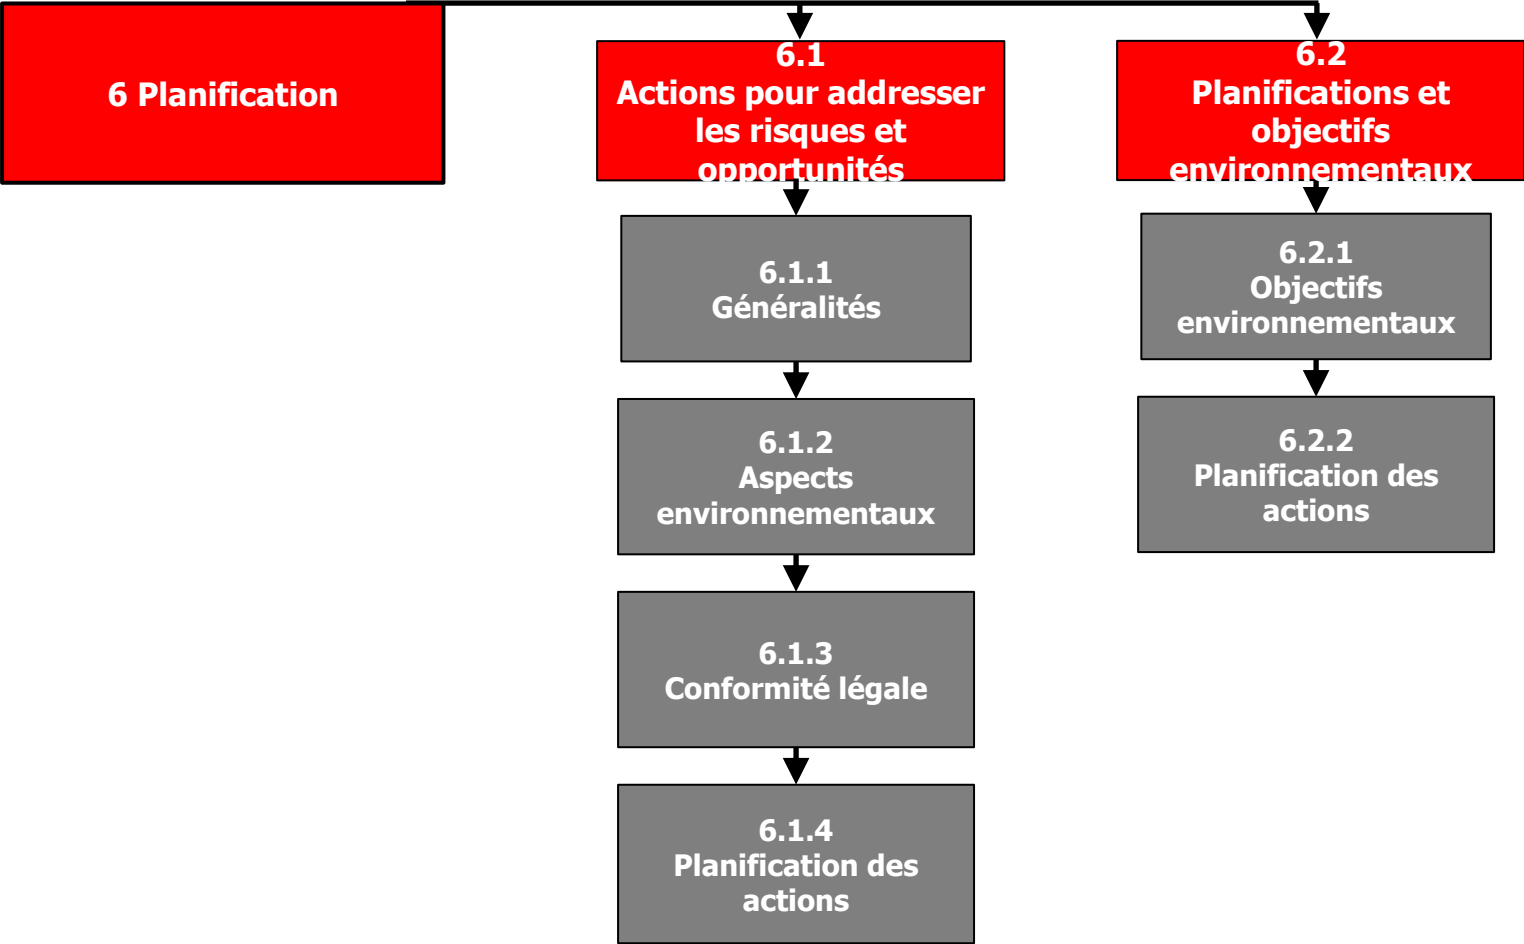 6 Planification
6.1
Actions pour addresser
les risques et
opportunités
6.2
Planifications et
objectifs
environnementaux
6.1.1
Généralités
6.2.1
Objectifs
environnementaux
6.1.2
Aspects
environnementaux
6.2.2
Planification des
actions
6.1.3
Conformité légale
6.1.4
Planification des
actions